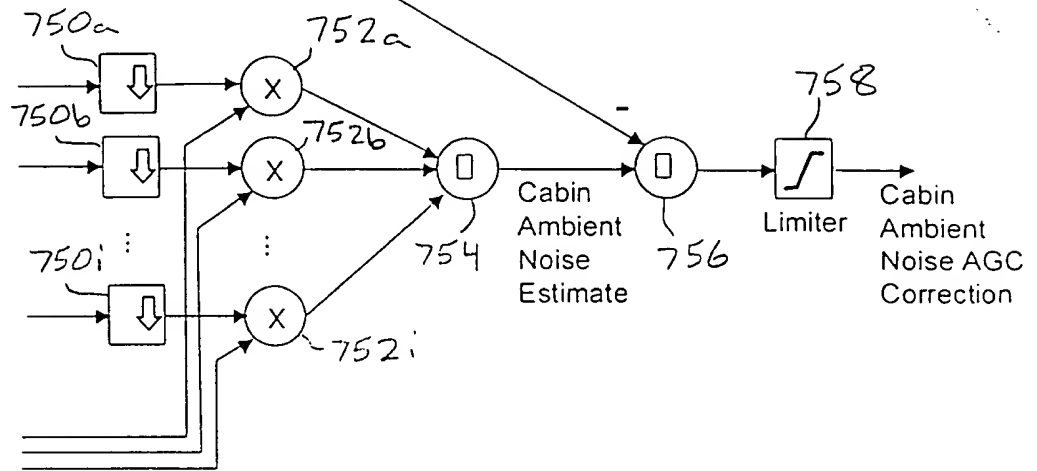 750a
752a
x
750b
752b
x
-
758
Limiter
754
Cabin
Ambient
Noise
Estimate
756
Cabin
Ambient
Noise AGC
Correction
750i
x
752i